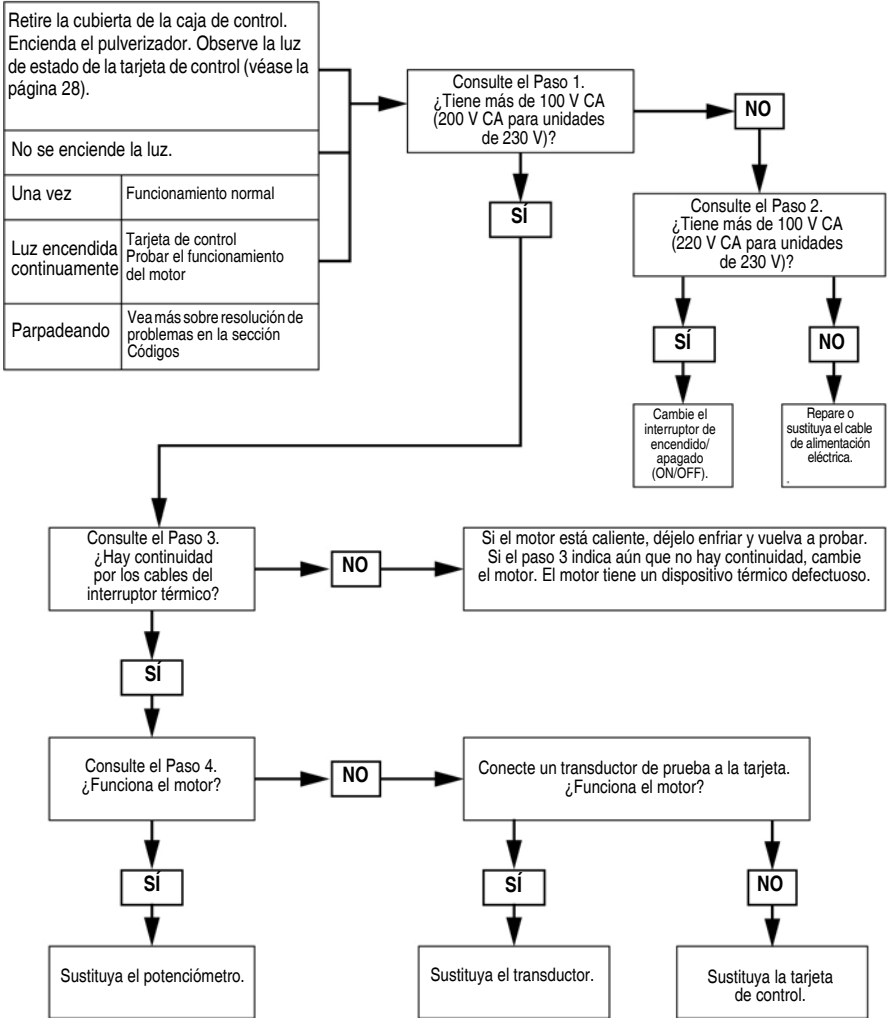 Retire la cubierta de la caja de control.
Encienda el pulverizador. Observe la luz
de estado de la tarjeta de control (véase la
página 28).
No se enciende la luz.
Una vez
Funcionamiento normal
Luz encendida
continuamente
Tarjeta de control
Probar el funcionamiento
del motor
Parpadeando
Vea más sobre resolución de
problemas en la sección
Códigos
Consulte el Paso 1.
¿Tiene más de 100 V CA
(200 V CA para unidades
de 230 V)?
NO
SÍ
Consulte el Paso 2.
¿Tiene más de 100 V CA
(220 V CA para unidades
de 230 V)?
SÍ
NO
Cambie el
interruptor de
encendido/
apagado
(ON/OFF).
Repare o
sustituya el cable
de alimentación
eléctrica.
.
Consulte el Paso 3.
¿Hay continuidad
por los cables del
interruptor térmico?
NO
Si el motor está caliente, déjelo enfriar y vuelva a probar.
Si el paso 3 indica aún que no hay continuidad, cambie
el motor. El motor tiene un dispositivo térmico defectuoso.
SÍ
Consulte el Paso 4.
¿Funciona el motor?
NO
Conecte un transductor de prueba a la tarjeta.
¿Funciona el motor?
SÍ
SÍ
NO
Sustituya el potenciómetro.
Sustituya el transductor.
Sustituya la tarjeta
de control.